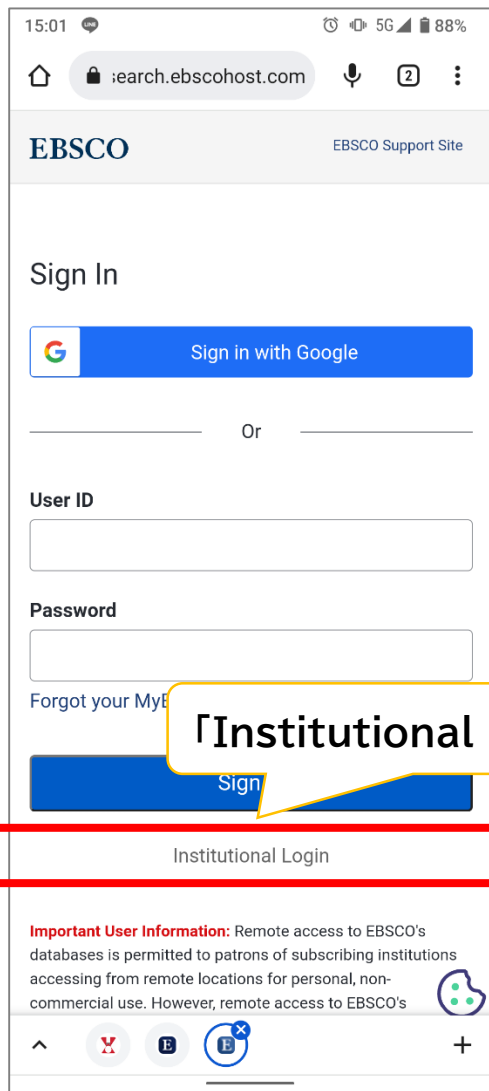 15:01 LINE 5G 88%
search.ebscohost.com 2
EBSCO EBSCO Support Site
Sign In
G Sign in with Google
Or
User ID
Password
Forgot your MyE
「Institutional
Sign
Institutional Login
Important User Information: Remote access to EBSCO's
databases is permitted to patrons of subscribing institutions
accessing from remote locations for personal, non-
commercial use. However, remote access to EBSCO's
E E